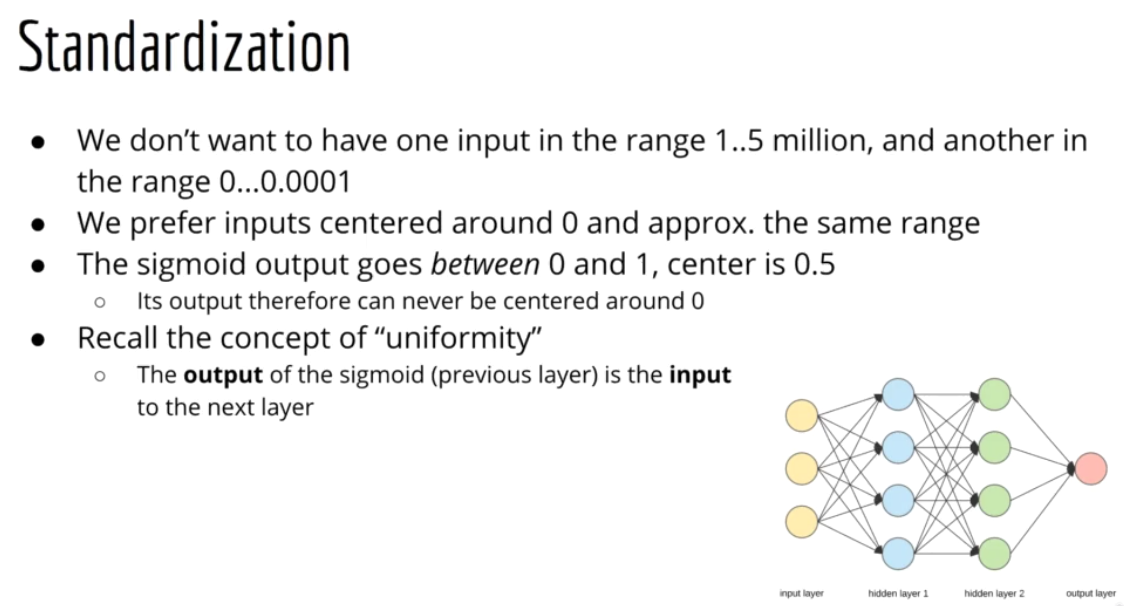 Standardization
● We don’t want to have one input in the range 1..5 million, and another in
the range 0...0.0001
● We prefer inputs centered around 0 and approx. the same range
● The sigmoid output goes between 0 and 1, center is 0.5
○ Its output therefore can never be centered around 0
● Recall the concept of “uniformity”
○ The output of the sigmoid (previous layer) is the input
to the next layer
input layer hidden layer 1 hidden layer 2 output layer